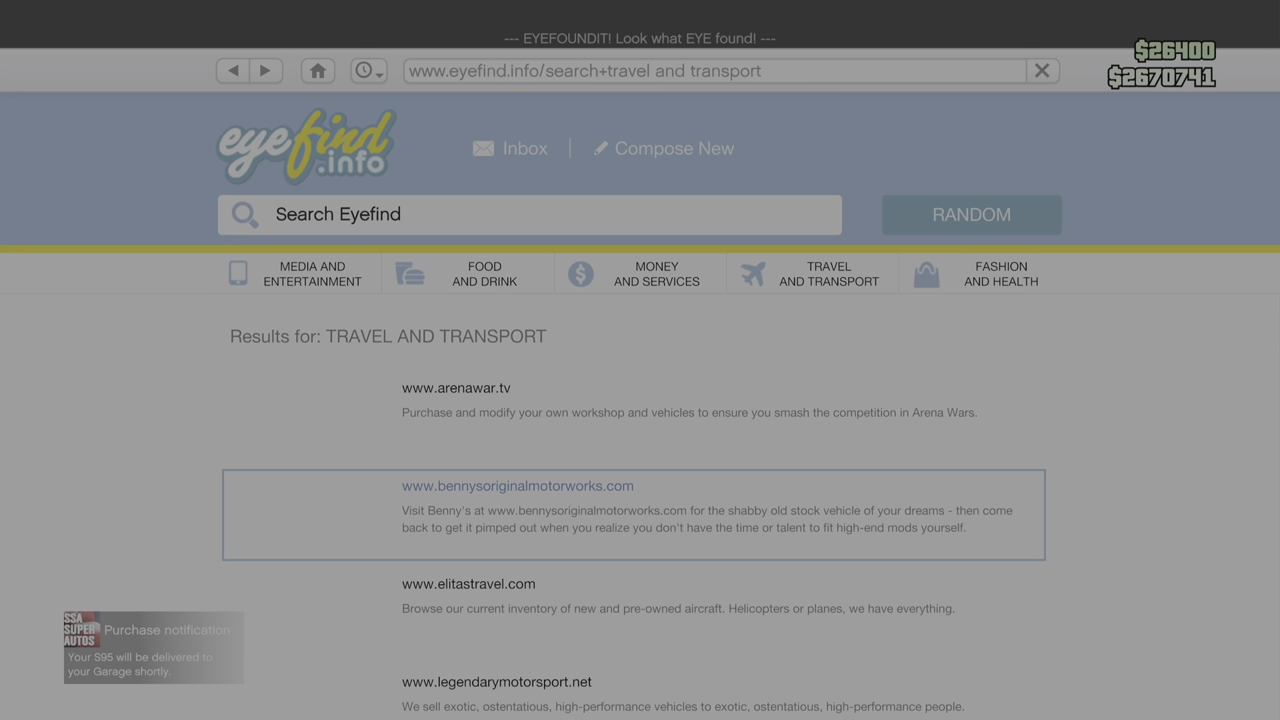 --- EYEFOUNDIT! Look what EYE found! ---
$26400
www.eyefind.info/search+travel and transport
$2670741
eyefind
.info
Inbox
Compose New
Search Eyefind
RANDOM
MEDIA AND
ENTERTAINMENT
FOOD
AND DRINK
MONEY
AND SERVICES
TRAVEL
AND TRANSPORT
FASHION
AND HEALTH
Results for: TRAVEL AND TRANSPORT
www.arenawar.tv
Purchase and modify your own workshop and vehicles to ensure you smash the competition in Arena Wars.
www.bennysoriginalmotorworks.com
Visit Benny's at www.bennysoriginalmotorworks.com for the shabby old stock vehicle of your dreams - then come
back to get it pimped out when you realize you don't have the time or talent to fit high-end mods yourself.
www.elitastravel.com
Browse our current inventory of new and pre-owned aircraft. Helicopters or planes, we have everything.
SSA
SUPER
AUTOS
Purchase notification
Your S95 will be delivered to
your Garage shortly.
www.legendarymotorsport.net
We sell exotic, ostentatious, high-performance vehicles to exotic, ostentatious, high-performance people.